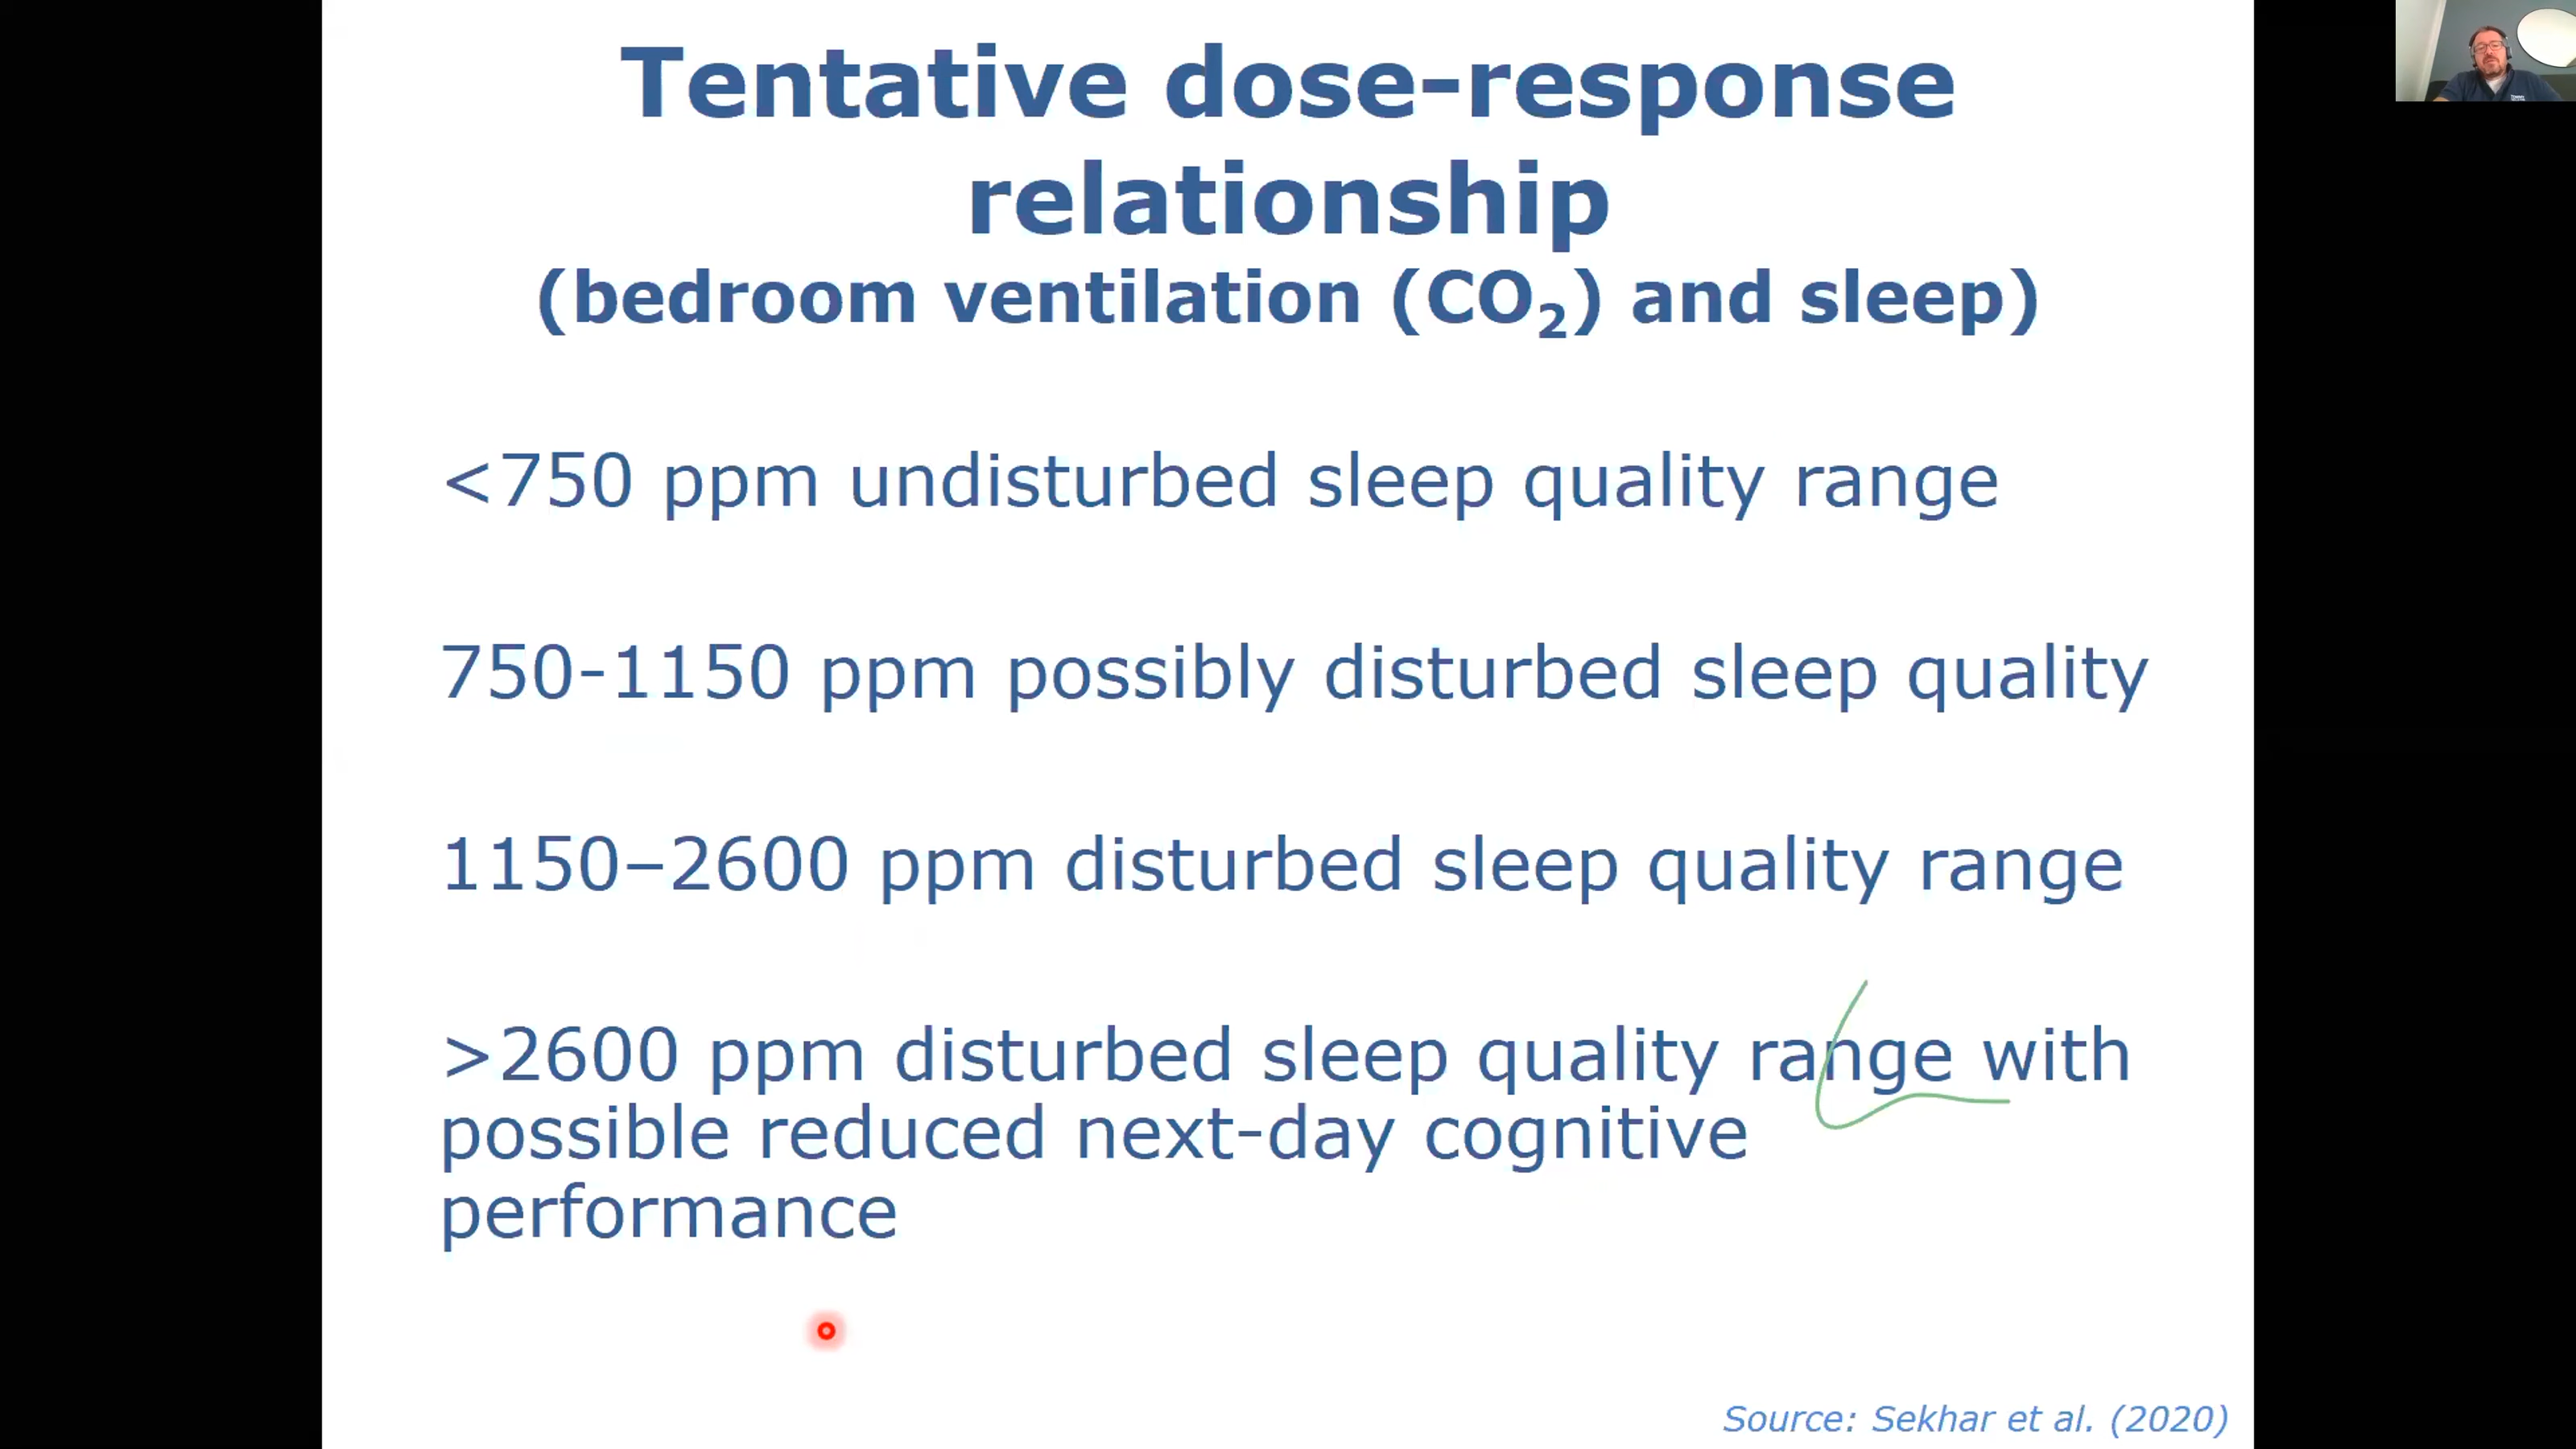 Tentative dose-response
relationship
(bedroom ventilation (CO₂) and sleep)
<750 ppm undisturbed sleep quality range
750-1150 ppm possibly disturbed sleep quality
1150–2600 ppm disturbed sleep quality range
>2600 ppm disturbed sleep quality range with
possible reduced next-day cognitive
performance
Source: Sekhar et al. (2020)